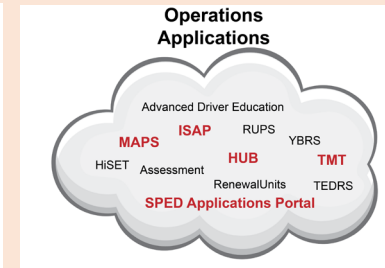 Operations
Applications
Advanced Driver Education
ISAP
RUPS
MAPS
YBRS
HiSET
Assessment
HUB
TMT
RenewalUnits
TEDRS
SPED Applications Portal